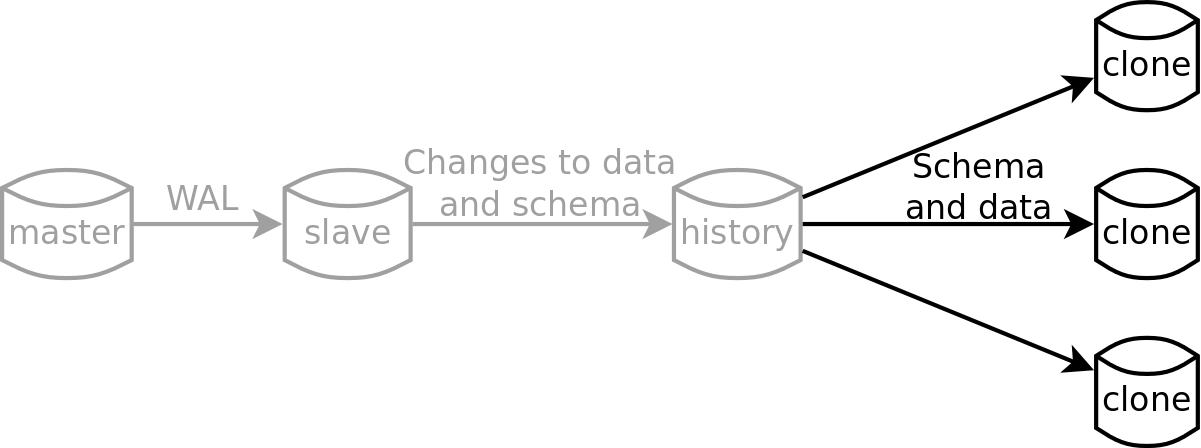 clone
WAL
Changes to data
and schema
Schema
and data
master
slave
history
clone
clone